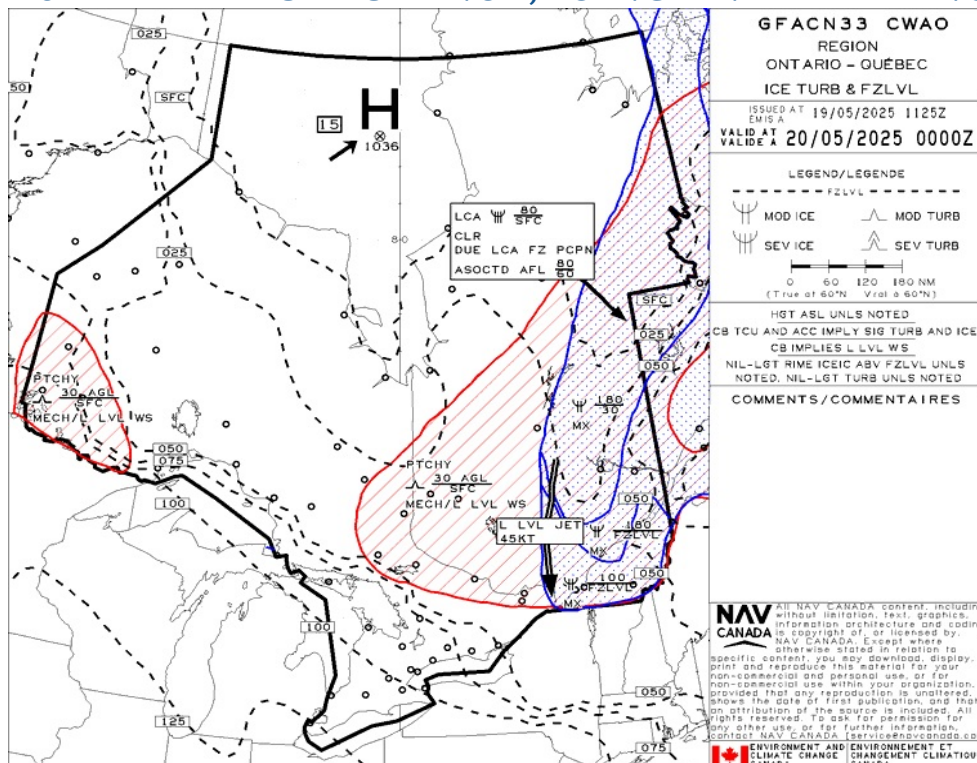 GFACN33 CWAO
REGION
ONTARIO – QUÉBEC
ICE TURB & FZLVL
ISSUED AT 19/05/2025 1125Z
ÉMIS A
VALID AT 20/05/2025 0000Z
VALIDE A
LEGEND/LÉGENDE
FZLVL
MOD ICE
MOD TURB
SEV ICE
SEV TURB
0 60 120 180 NM
(True at 60°N Vrai à 60°N)
HGT ASL UNLS NOTED
CB TCU AND ACC IMPLY SIG TURB AND ICE
CB IMPLIES L LVL WS
NIL-LGT RIME ICEIC ABV FZLVL UNLS
NOTED. NIL-LGT TURB UNLS NOTED
COMMENTS/COMMENTAIRES
025
50
SFC
15
H
1036
80
LCA 80
SFC
CLR
DUE LCA FZ PCPN
ASOCTD AFL 80
60
025
SFC
025
050
PTCHY
30 AGL
SFC
MECH/L LVL WS
180
30
MX
050
075
100
PTCHY
30 AGL
SFC
MECH/L LVL WS
050
L LVL JET
45KT
180
FZLVL
MX
050
100
FZLVL
MX
100
050
125
075
NAV
CANADA
All NAV CANADA content, including
without limitation, text, graphics,
information architecture and coding
is copyright of, or licensed by,
NAV CANADA. Except where
otherwise stated in relation to
specific content, you may download, display,
print and reproduce this material for your
non-commercial and personal use, or for
non-commercial use within your organization,
provided that any reproduction is unaltered,
shows the date of first publication, and that
an attribution of the source is included. All
rights reserved. To ask for permission for
any other use, or for further information,
contact NAV CANADA [service@navcanada.ca
ENVIRONMENT AND
CLIMATE CHANGE
ENVIRONNEMENT ET
CHANGEMENT CLIMATIQUE